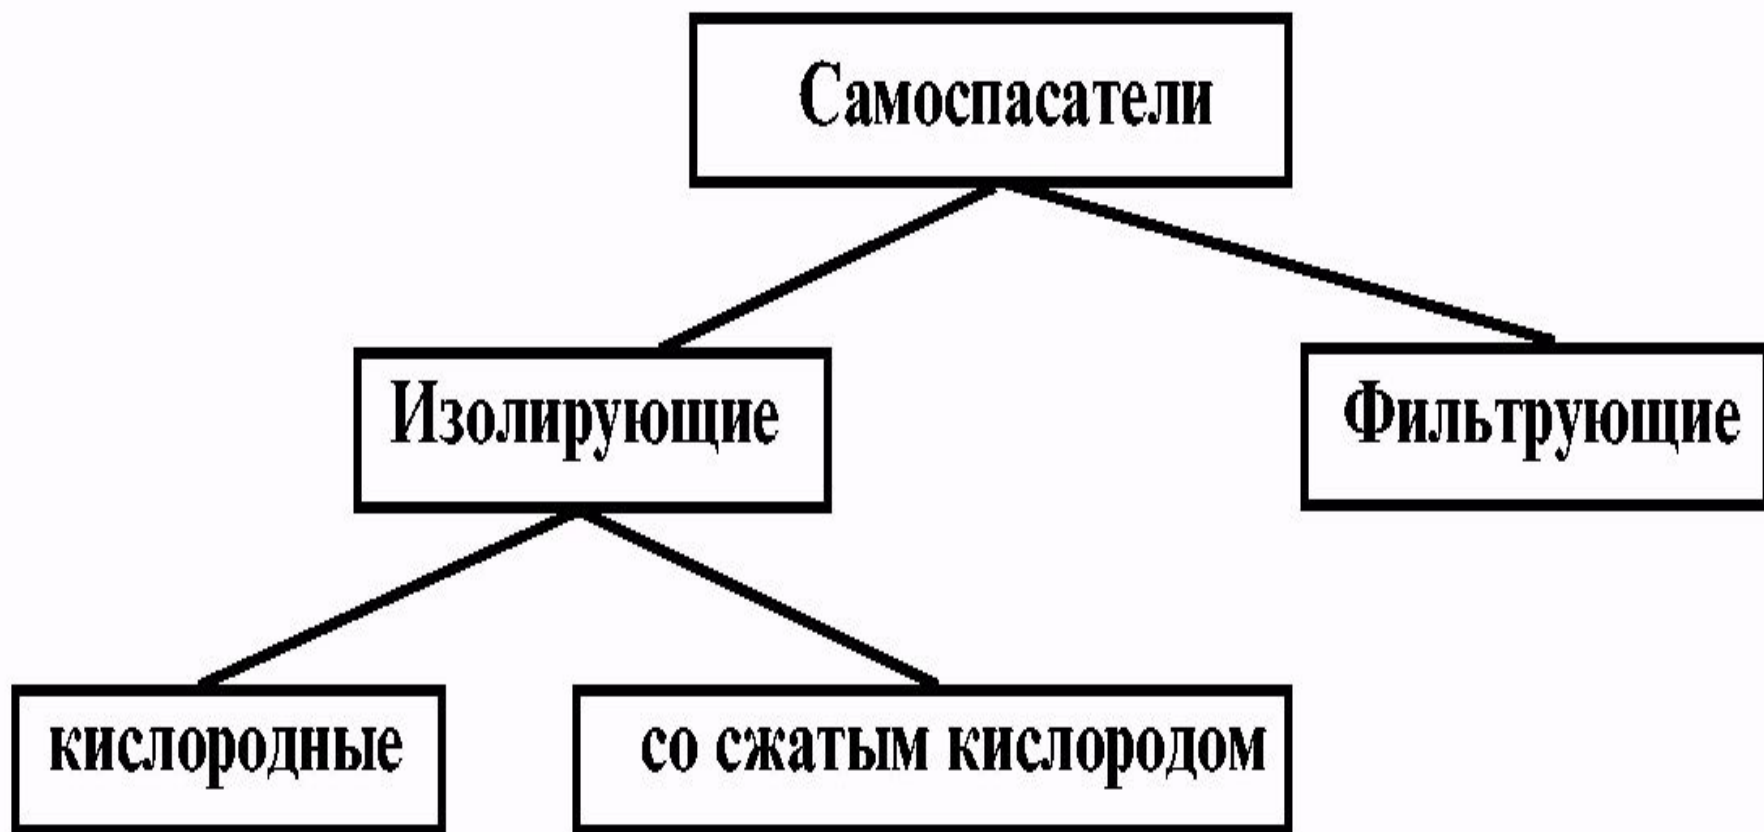 Самоспасатели
Изолирующие
Фильтрующие
кислородные
со сжатым кислородом